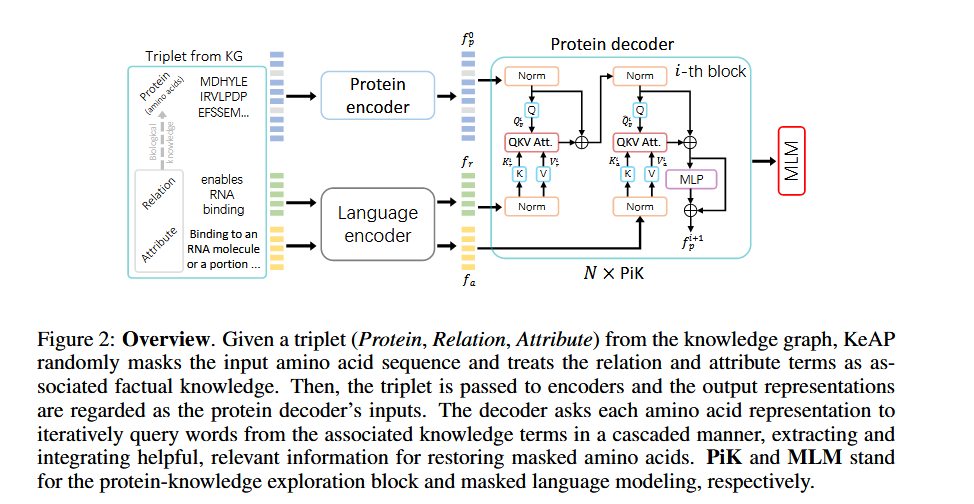 Triplet from KG
Protein
(amino acids)
MDHYLE
IRVLPDP
EFSSEM...
Biological
knowledge
Relation
enables
RNA
binding
Attribute
Binding to an
RNA molecule
or a portion ...
Protein
encoder
Language
encoder
f_p^0
f_r
f_a
Protein decoder
i-th block
Norm
Q
Q_p^i
QKV Att.
K_r^i
V_r^i
K
V
Norm
Norm
Q
Q̂_p^i
QKV Att.
K_a^i
V_a^i
K
V
Norm
MLP
f_p^{i+1}
N × PiK
MLM
Figure 2: Overview. Given a triplet (Protein, Relation, Attribute) from the knowledge graph, KeAP
randomly masks the input amino acid sequence and treats the relation and attribute terms as as-
sociated factual knowledge. Then, the triplet is passed to encoders and the output representations
are regarded as the protein decoder's inputs. The decoder asks each amino acid representation to
iteratively query words from the associated knowledge terms in a cascaded manner, extracting and
integrating helpful, relevant information for restoring masked amino acids. PiK and MLM stand
for the protein-knowledge exploration block and masked language modeling, respectively.